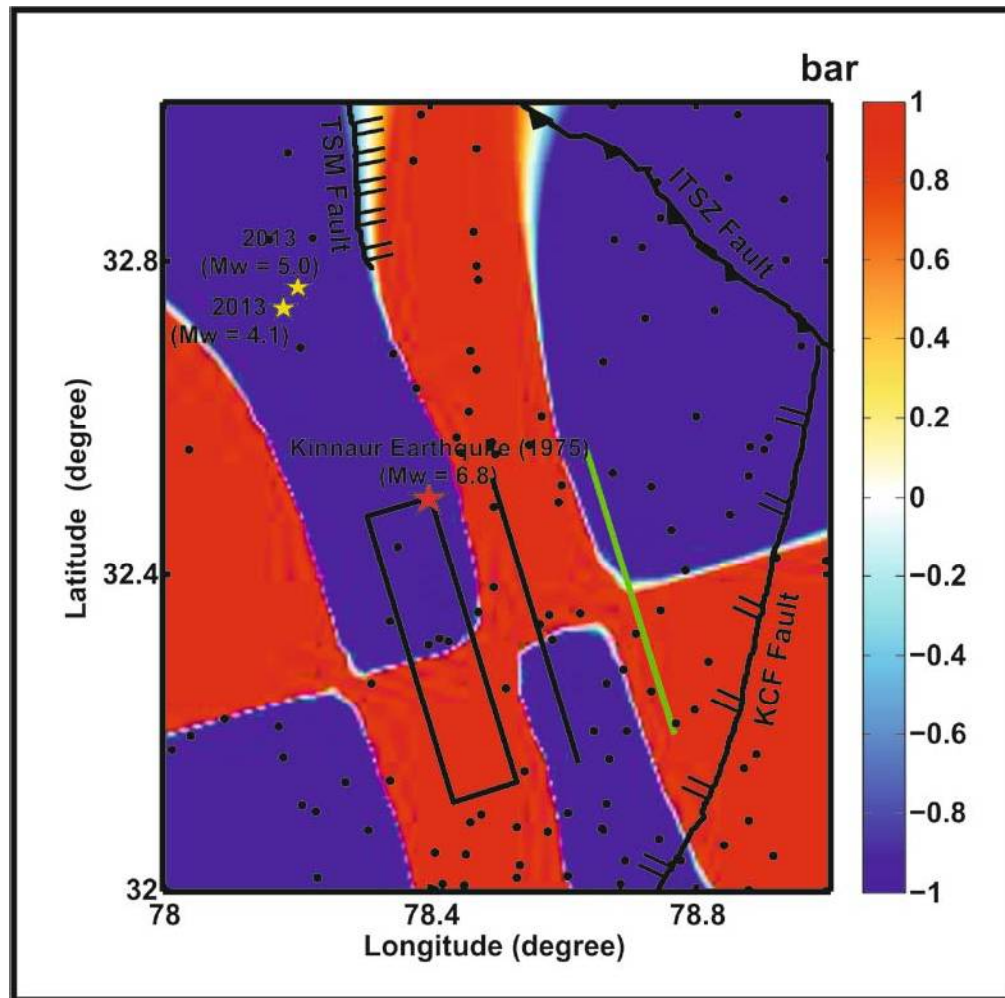 bar
1
0.8
0.6
0.4
0.2
0
−0.2
−0.4
−0.6
−0.8
−1
TSM Fault
ITSZ Fault
2013
(Mw = 5.0)
2013
(Mw = 4.1)
Kinnaur Earthqufte (1975)
(Mw = 6.8)
KCF Fault
32.8
32.4
32
Latitude (degree)
78
78.4
78.8
Longitude (degree)